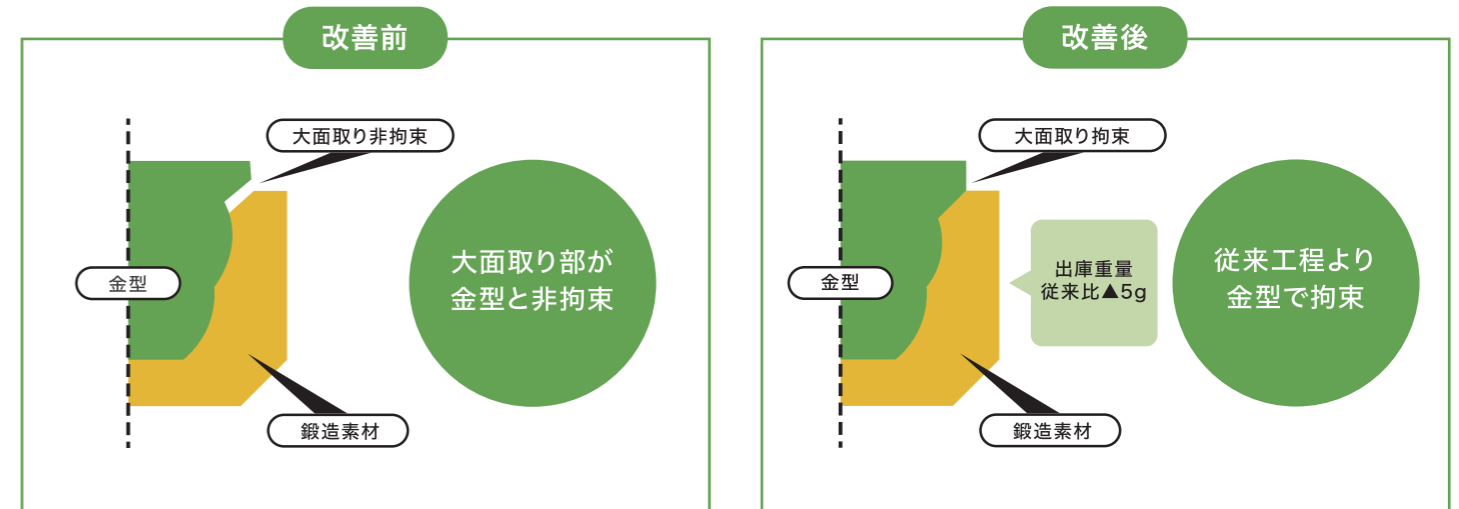 改善前
大面取り非拘束
金型
大面取り部が
金型と非拘束
鍛造素材
改善後
大面取り拘束
金型
出庫重量
従来比▲5g
従来工程より
金型で拘束
鍛造素材